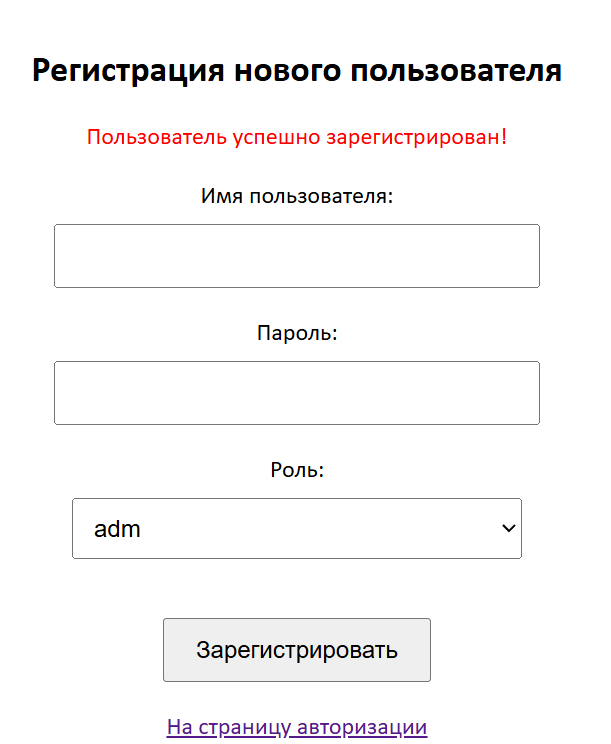 Регистрация нового пользователя
Пользователь успешно зарегистрирован!
Имя пользователя:
Пароль:
Роль:
adm
Зарегистрировать
На страницу авторизации